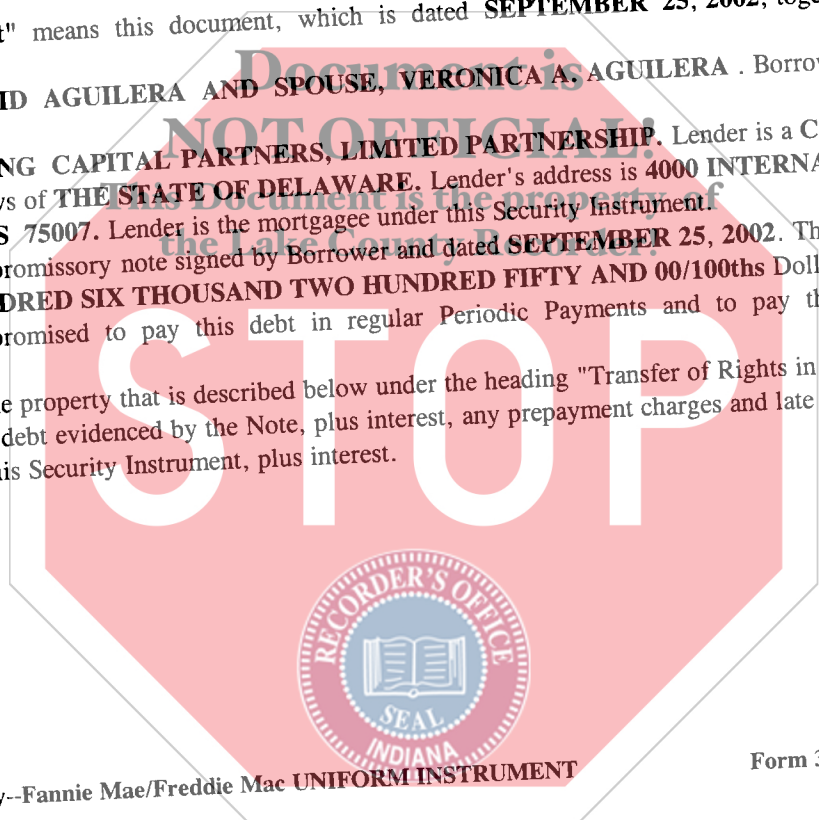 t" means this document, which is dated SEPTEMBER 25, 2002, toge
Document is
ID AGUILERA AND SPOUSE, VERONICA A. AGUILERA . Borrow
NOT OFFICIAL!
NG CAPITAL PARTNERS, LIMITED PARTNERSHIP. Lender is a C
ys of THE STATE OF DELAWARE. Lender's address is 4000 INTERNA
This Document is the property of
S 75007. Lender is the mortgagee under this Security Instrument.
the Lake County Recorder!
promissory note signed by Borrower and dated SEPTEMBER 25, 2002. Th
DRED SIX THOUSAND TWO HUNDRED FIFTY AND 00/100ths Doll
promised to pay this debt in regular Periodic Payments and to pay th
STOP
e property that is described below under the heading "Transfer of Rights in
debt evidenced by the Note, plus interest, any prepayment charges and late
is Security Instrument, plus interest.
RECORDER'S OFFICE
SEAL
INDIANA
y--Fannie Mae/Freddie Mac UNIFORM INSTRUMENT
Form 3